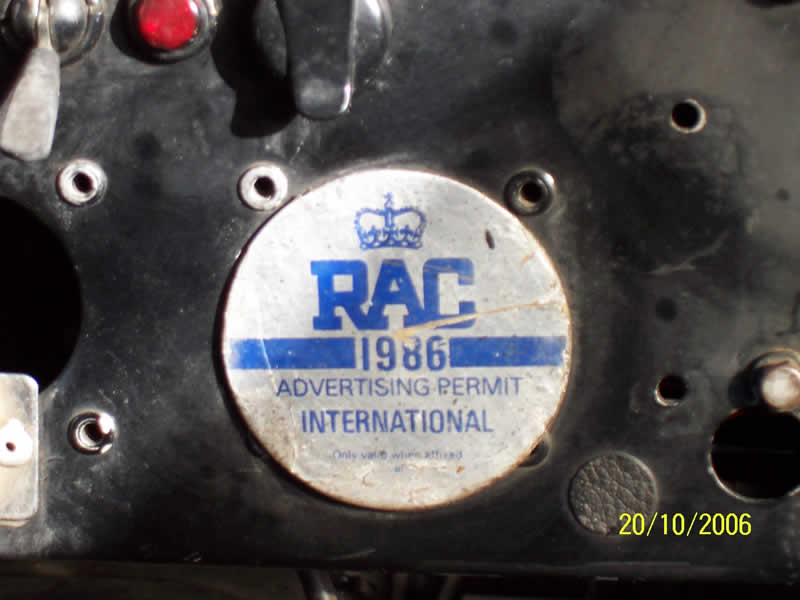 RAC
1986
ADVERTISING PERMIT
INTERNATIONAL
Only valid when affixed
20/10/2006